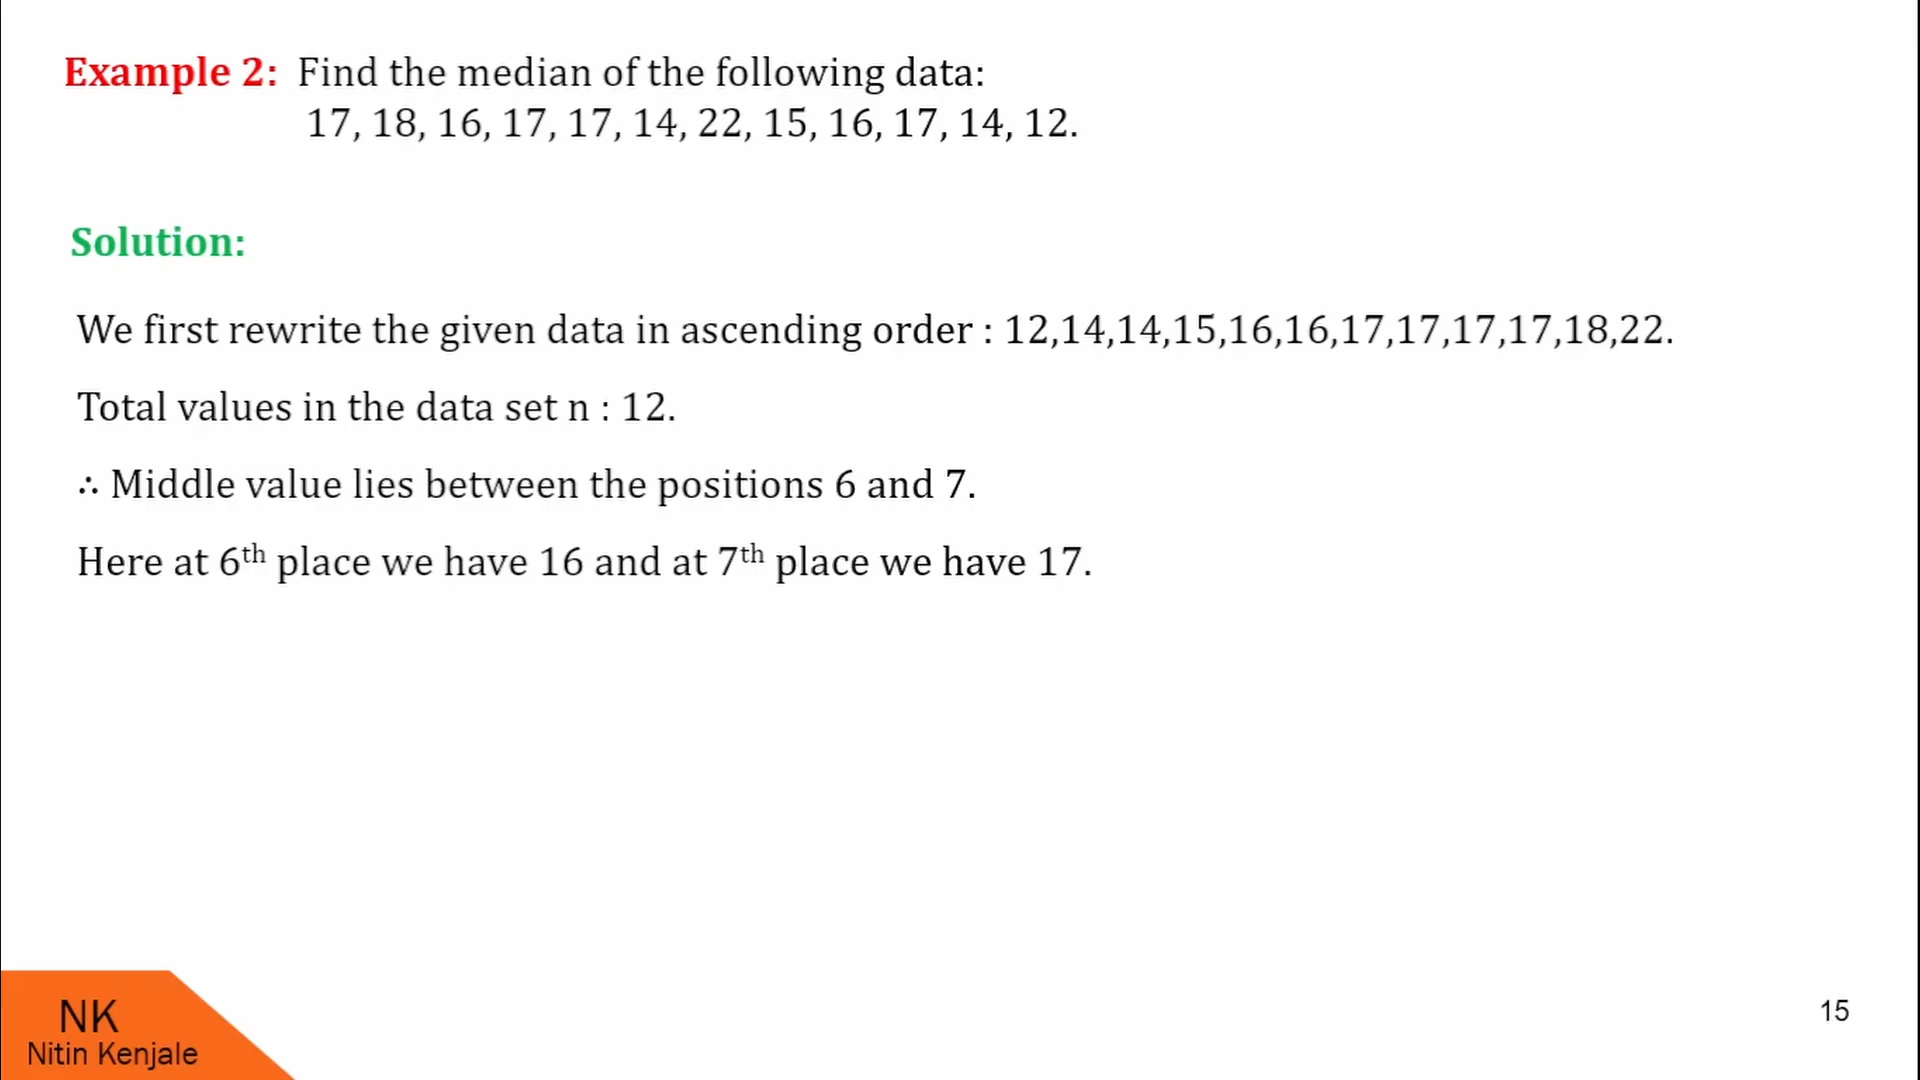 Example 2: Find the median of the following data:
17, 18, 16, 17, 17, 14, 22, 15, 16, 17, 14, 12.
Solution:
We first rewrite the given data in ascending order : 12,14,14,15,16,16,17,17,17,17,18,22.
Total values in the data set n : 12.
∴ Middle value lies between the positions 6 and 7.
Here at 6th place we have 16 and at 7th place we have 17.
NK
Nitin Kenjale
15